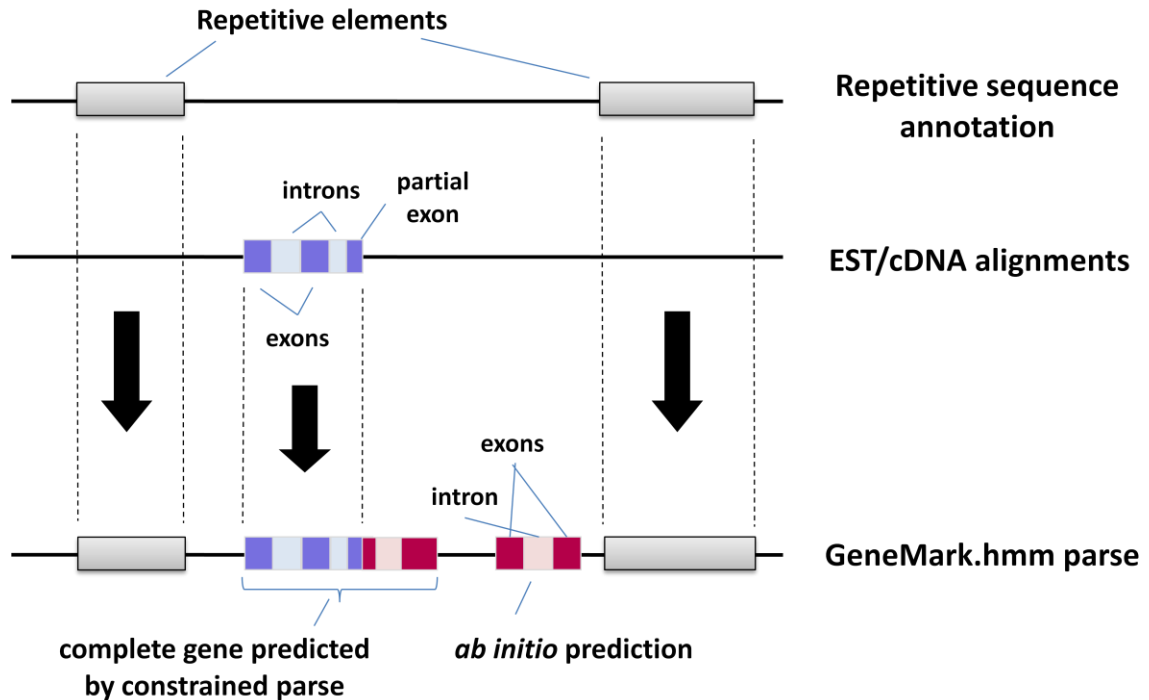 Repetitive elements
Repetitive sequence
annotation
introns
partial
exon
EST/cDNA alignments
exons
exons
intron
GeneMark.hmm parse
complete gene predicted
by constrained parse
ab initio prediction